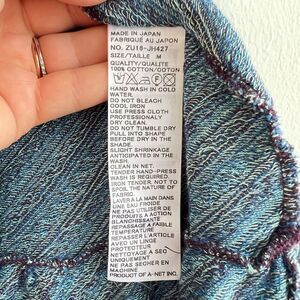 MADE IN JAPAN
FABRIQUÉ AU JAPON
NO. ZU16-JH427
SIZE/TAILLE M
QUALITY/QUALITE
100% COTTON/COTON
HAND WASH IN COLD
WATER.
DO NOT BLEACH
COOL IRON
USE PRESS CLOTH
PROFESSIONALY
DRY CLEAN.
DO NOT TUMBLE DRY
PULL INTO SHAPE
BEFORE DRY IN THE
SHADE.
SLIGHT SHRINKAGE
ANTICIPATED IN THE
WASH.
CLEAN IN NET.
TENDER HAND-PRESS
WASH IS REQUIRED.
IRON TENDER. NOT TO
SPOIL THE NATURE OF
FABRIC.
LAVER A LA MAIN DANS
UNE EAU FROIDE
NE PAS UTILISER DE
PRODUITS A ACTION
BLANCHISSANTE
REPASSAGE A FAIBLE
TEMPERATURE
REPASSER A L'ABRI
AVEC UN LINGE
PROTECTEUR
NETTOYAGE A SEC
UNIQUEMENT
NE PAS SECHER EN
MACHINE
PRODUCT OF A-NET INC.